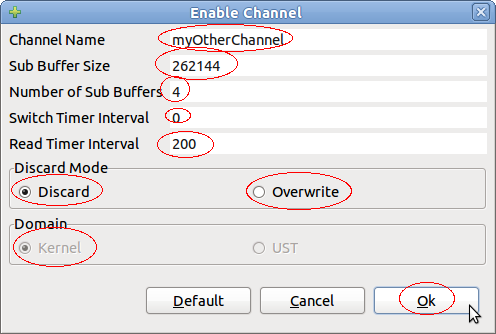 Enable Channel
Channel Name myOtherChannel
Sub Buffer Size 262144
Number of Sub Buffers 4
Switch Timer Interval 0
Read Timer Interval 200
Discard Mode
Discard Overwrite
Domain
Kernel UST
Default Cancel Ok